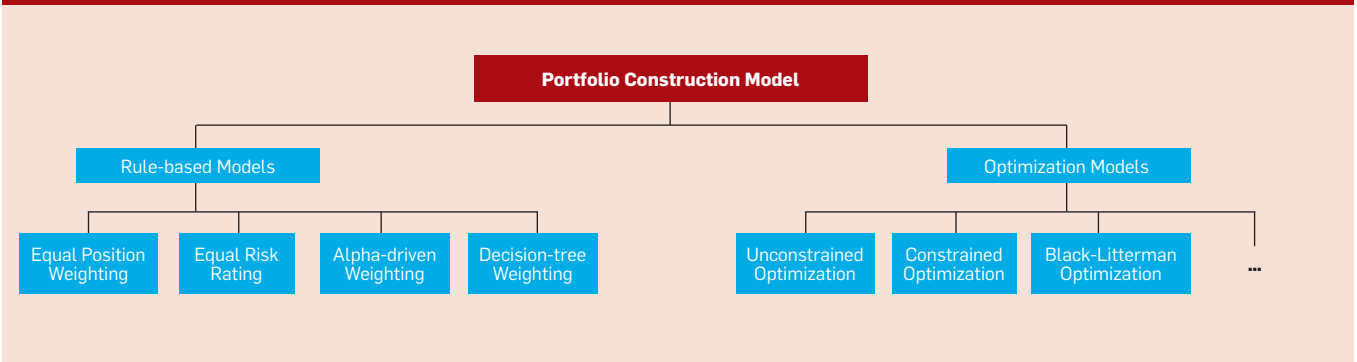 Portfolio Construction Model
Rule-based Models
Optimization Models
Equal Position
Weighting
Equal Risk
Rating
Alpha-driven
Weighting
Decision-tree
Weighting
Unconstrained
Optimization
Constrained
Optimization
Black-Litterman
Optimization
...